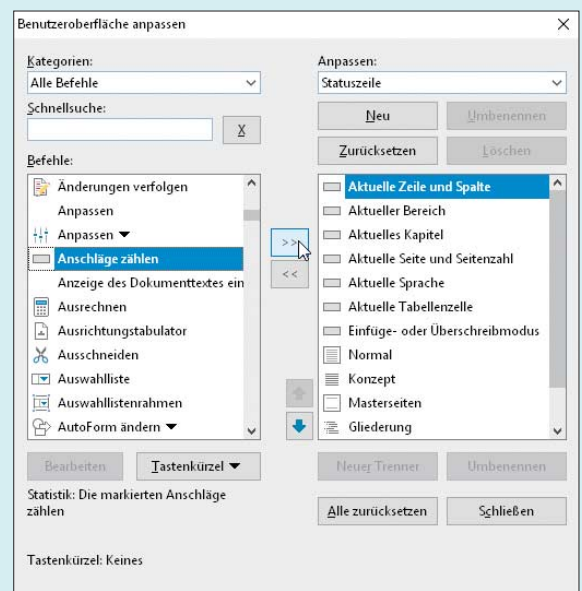 Benutzeroberfläche anpassen
Kategorien:
Alle Befehle
Schnellsuche:
X
Befehle:
Änderungen verfolgen
Anpassen
Anpassen
Anschläge zählen
Anzeige des Dokumenttextes ein
Ausrechnen
Ausrichtungstabulator
Ausschneiden
Auswahlliste
Auswahllistenrahmen
AutoForm ändern
Bearbeiten
Tastenkürzel
Statistik: Die markierten Anschläge
zählen
Tastenkürzel: Keines
>>
<<
Anpassen:
Statuszeile
Neu
Umbenennen
Zurücksetzen
Löschen
Aktuelle Zeile und Spalte
Aktueller Bereich
Aktuelles Kapitel
Aktuelle Seite und Seitenzahl
Aktuelle Sprache
Aktuelle Tabellenzelle
Einfüge- oder Überschreibmodus
Normal
Konzept
Masterseiten
Gliederung
Neuer Trenner
Umbenennen
Alle zurücksetzen
Schließen